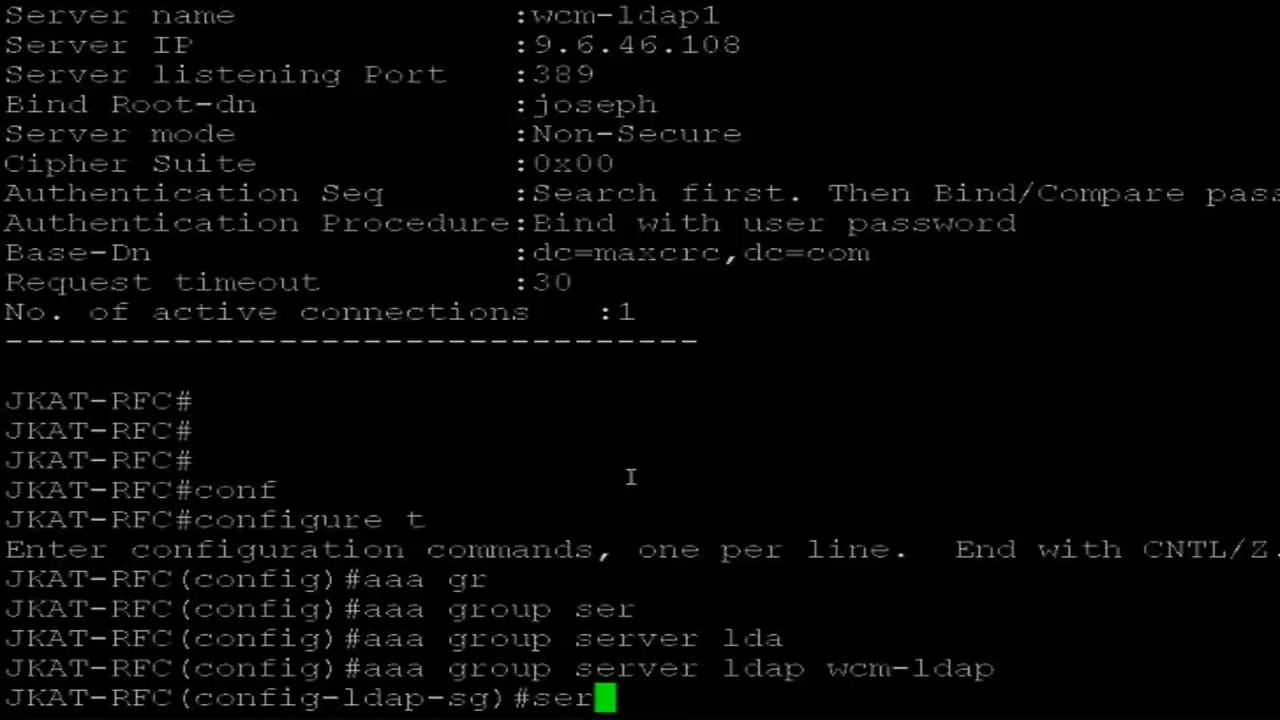 Server name :wcm-ldap1
Server IP :9.6.46.108
Server listening Port :389
Bind Root-dn :joseph
Server mode :Non-Secure
Cipher Suite :0x00
Authentication Seq :Search first. Then Bind/Compare pass
Authentication Procedure:Bind with user password
Base-Dn :dc=maxcrc,dc=com
Request timeout :30
No. of active connections :1
---------------------------------
JKAT-RFC#
JKAT-RFC#
JKAT-RFC#
JKAT-RFC#conf
JKAT-RFC#configure t
Enter configuration commands, one per line. End with CNTL/Z.
JKAT-RFC(config)#aaa gr
JKAT-RFC(config)#aaa group ser
JKAT-RFC(config)#aaa group server lda
JKAT-RFC(config)#aaa group server ldap wcm-ldap
JKAT-RFC(config-ldap-sg)#ser